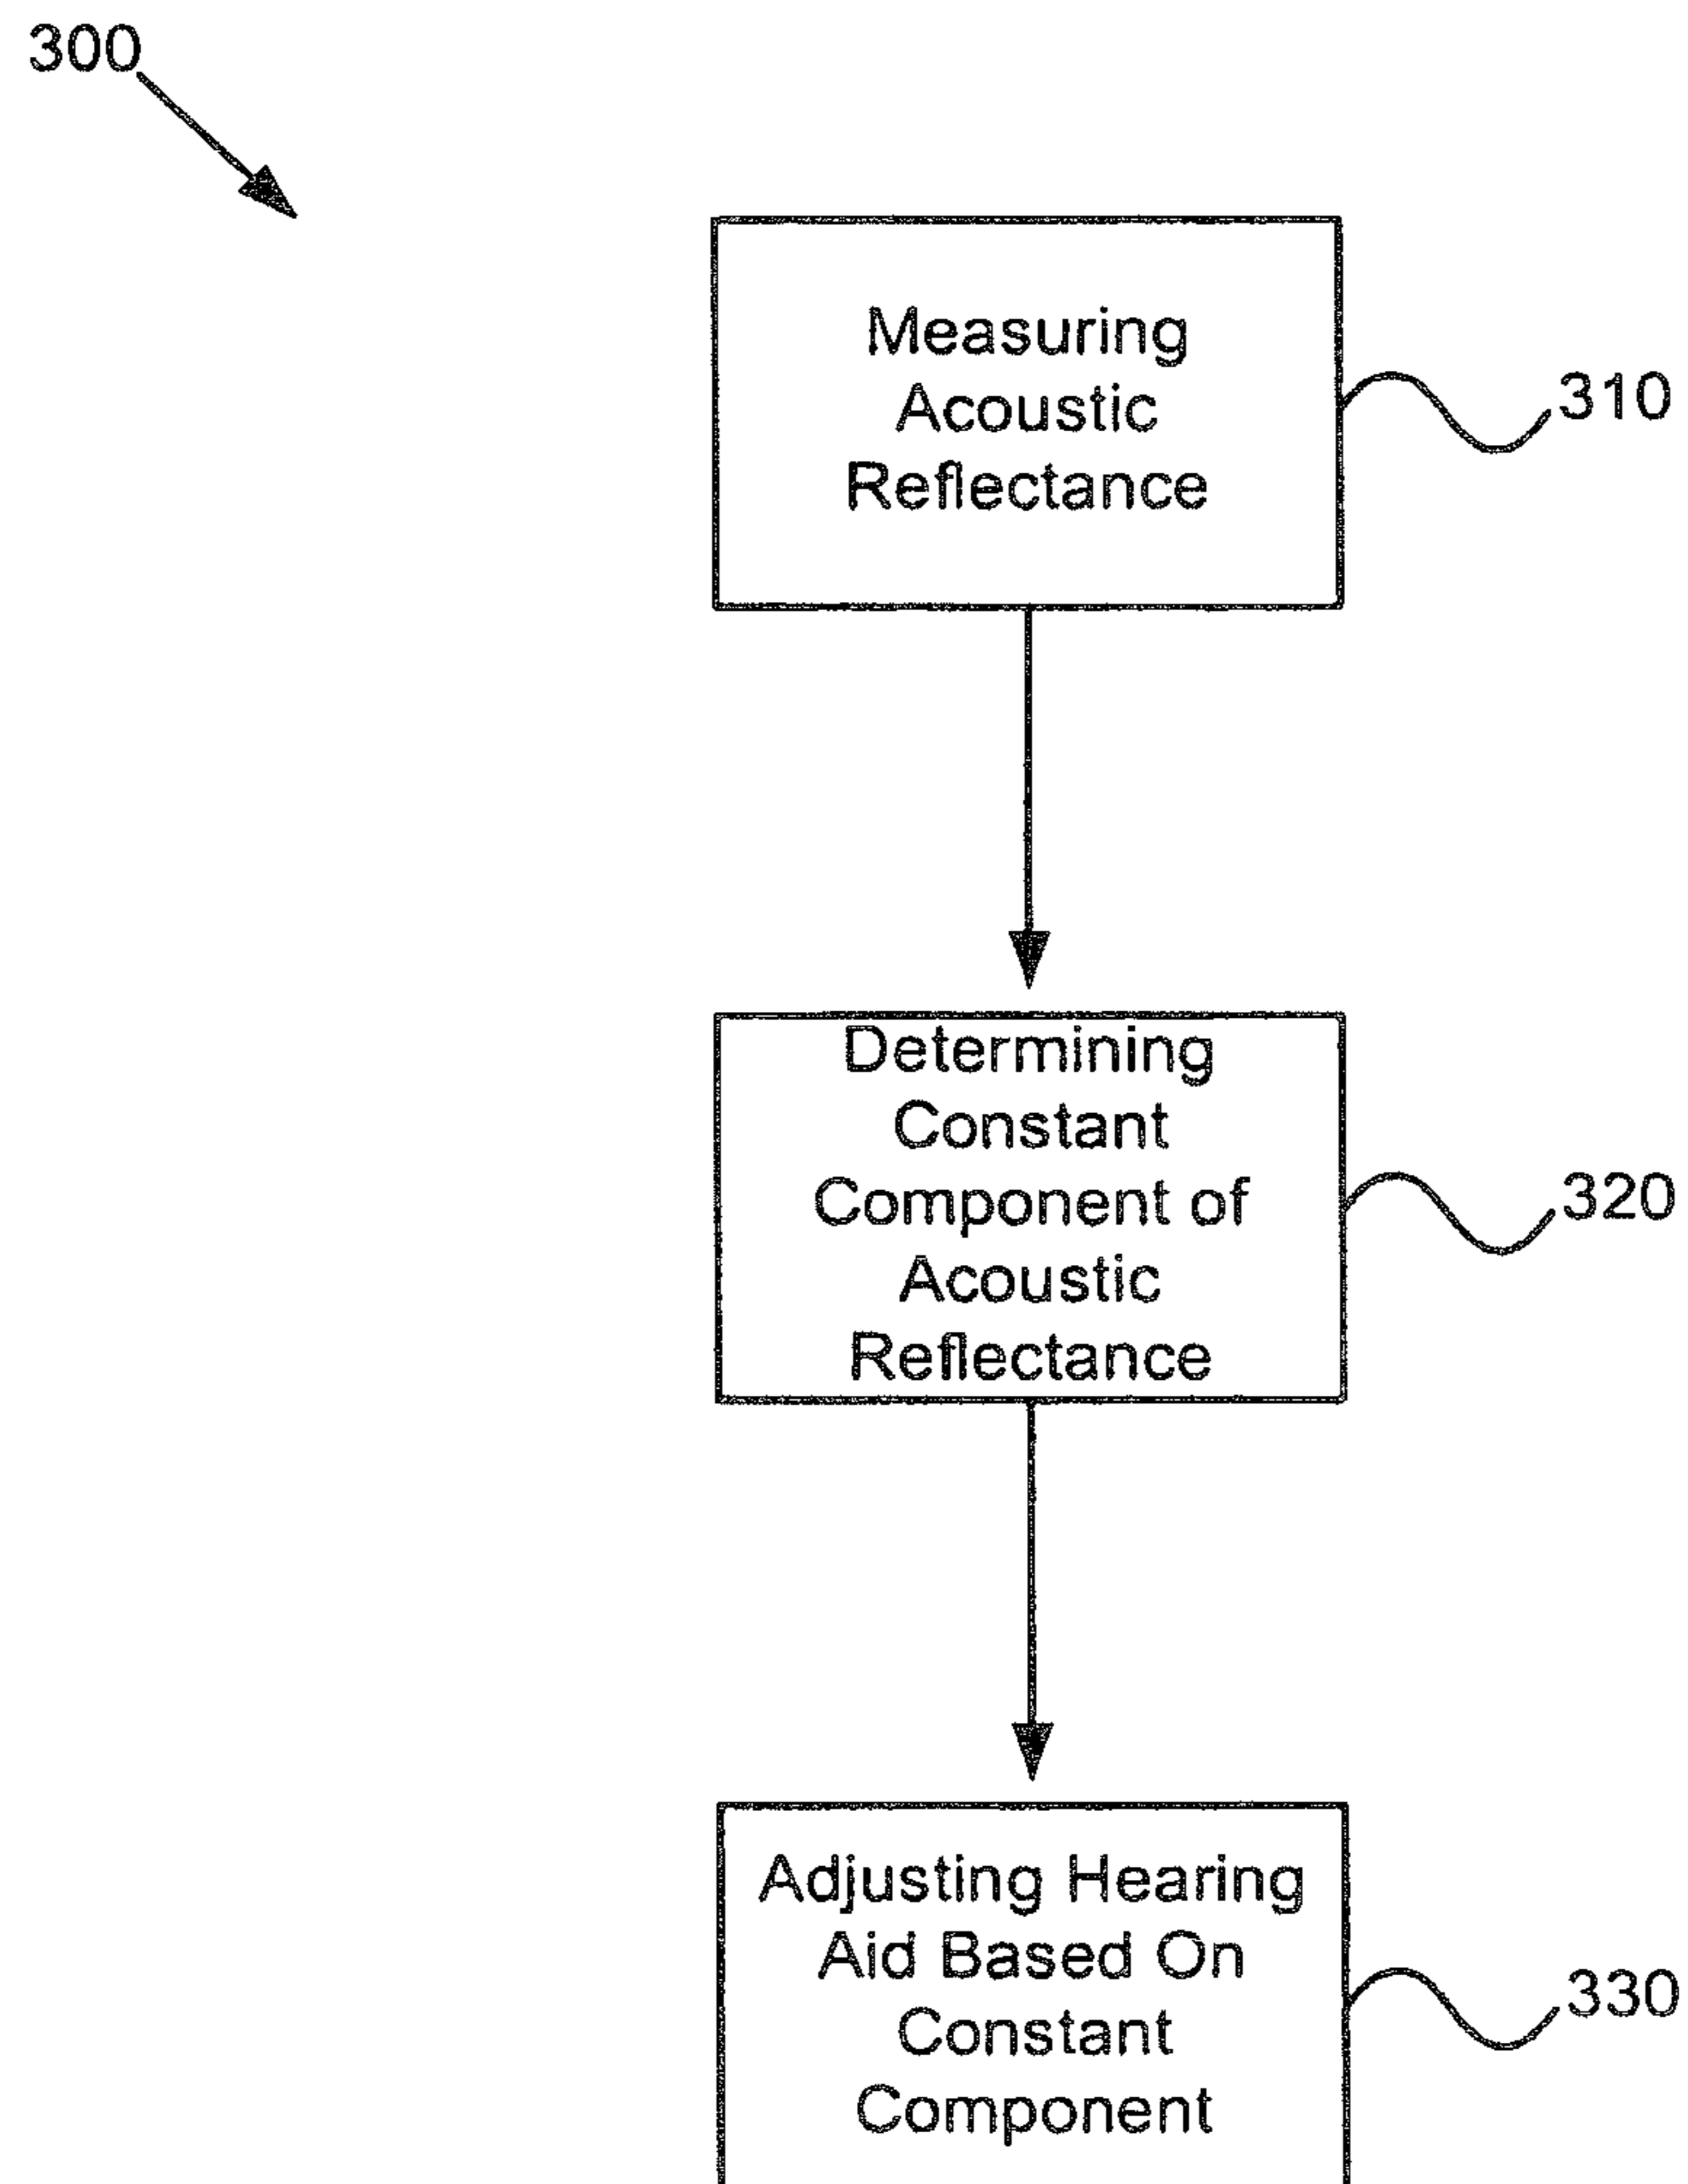 300
Measuring
Acoustic
Reflectance
310
Determining
Constant
Component of
Acoustic
Reflectance
320
Adjusting Hearing
Aid Based On
Constant
Component
330